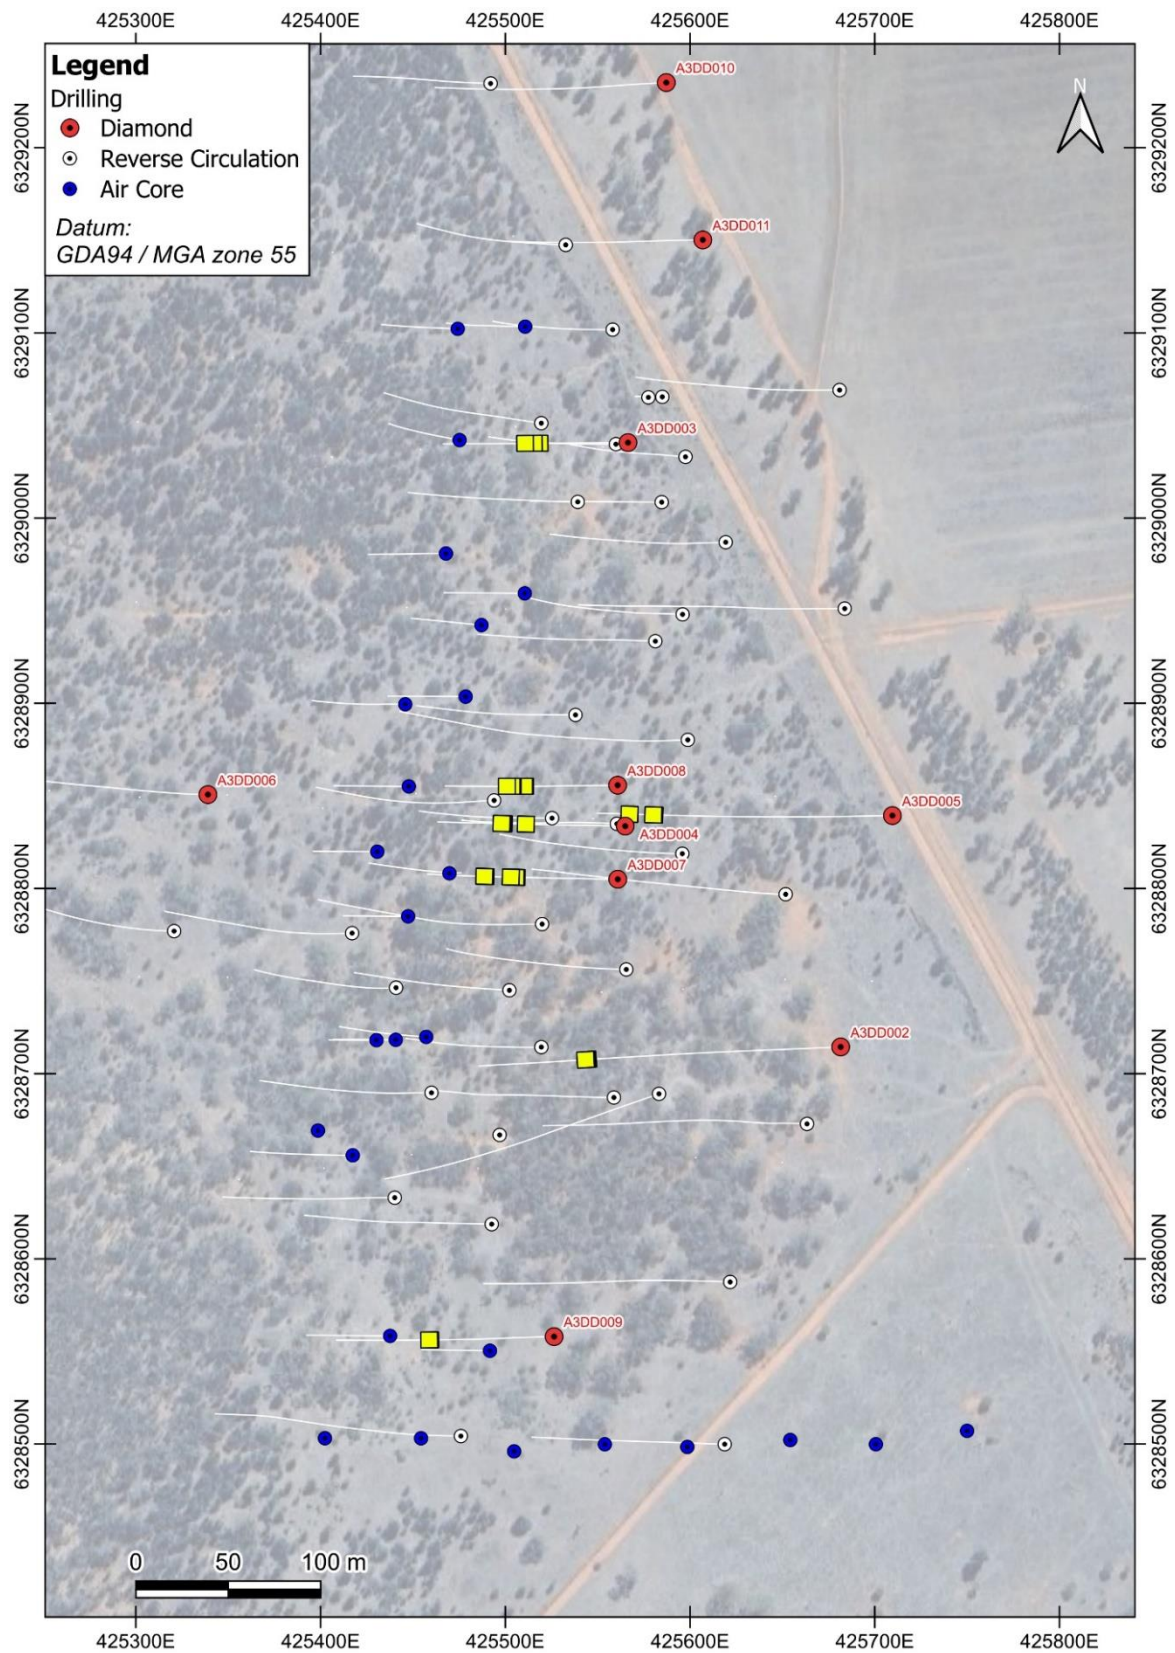 425300E 425400E 425500E 425600E 425700E 425800E
Legend
Drilling
Diamond
Reverse Circulation
Air Core
Datum:
GDA94 / MGA zone 55
N
A3DD010
6329200N
6329200N
A3DD011
6329100N
6329100N
A3DD003
6329000N
6329000N
6328900N
6328900N
A3DD008
A3DD006
A3DD005
A3DD004
A3DD007
6328800N
6328800N
A3DD002
6328700N
6328700N
6328600N
6328600N
A3DD009
6328500N
6328500N
0 50 100 m
425300E 425400E 425500E 425600E 425700E 425800E